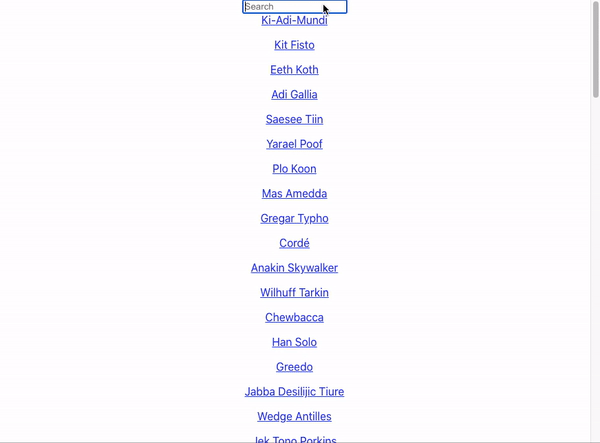 Search
Ki-Adi-Mundi
Kit Fisto
Eeth Koth
Adi Gallia
Saesee Tiin
Yarael Poof
Plo Koon
Mas Amedda
Gregar Typho
Cordé
Anakin Skywalker
Wilhuff Tarkin
Chewbacca
Han Solo
Greedo
Jabba Desilijic Tiure
Wedge Antilles
Jek Tono Porkins